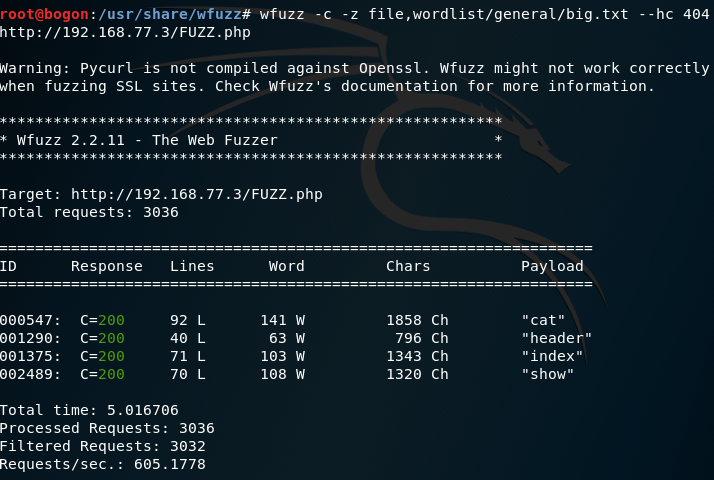 root@bogon:/usr/share/wfuzz# wfuzz -c -z file,wordlist/general/big.txt --hc 404
http://192.168.77.3/FUZZ.php
Warning: Pycurl is not compiled against Openssl. Wfuzz might not work correctly
when fuzzing SSL sites. Check Wfuzz's documentation for more information.
********************************************************
* Wfuzz 2.2.11 - The Web Fuzzer                        *
********************************************************
Target: http://192.168.77.3/FUZZ.php
Total requests: 3036
==================================================================
ID      Response   Lines      Word         Chars          Payload
==================================================================
000547:  C=200     92 L      141 W         1858 Ch        "cat"
001290:  C=200     40 L       63 W          796 Ch        "header"
001375:  C=200     71 L      103 W         1343 Ch        "index"
002489:  C=200     70 L      108 W         1320 Ch        "show"
Total time: 5.016706
Processed Requests: 3036
Filtered Requests: 3032
Requests/sec.: 605.1778